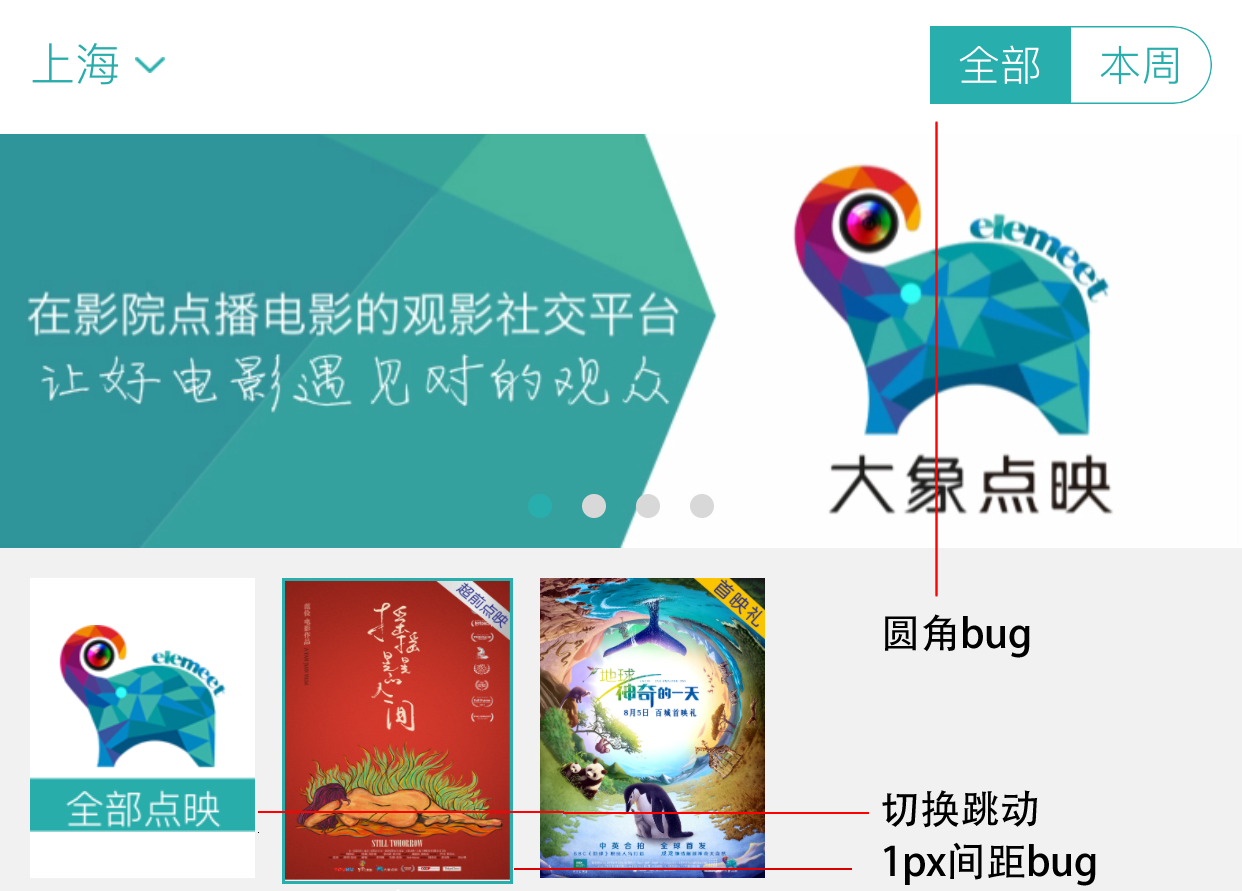 上海
全部 本周
elemeet
在影院点播电影的观影社交平台
让好电影遇见对的观众
大象点映
圆角bug
elemeet
全部点映
超前点映
摇摇晃晃的人间
STILL TOMORROW
首映礼
地球
神奇的一天
8月5日 百城首映礼
中英合拍 全球首发
切换跳动
1px间距bug